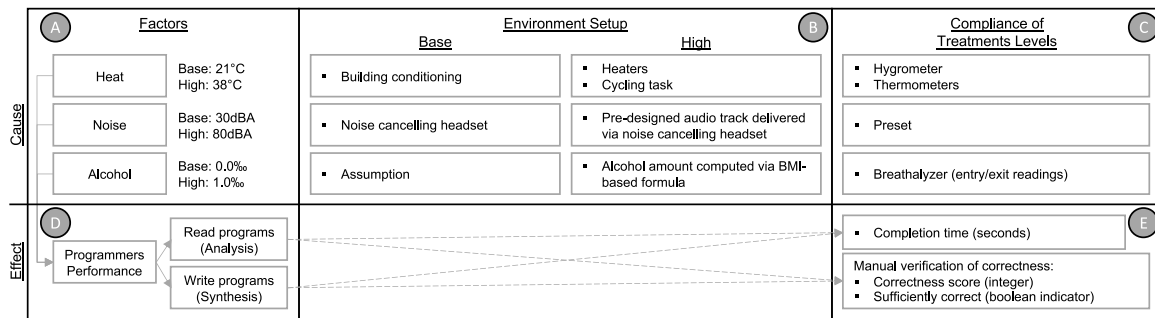 A
Factors
Environment Setup
B
Base
High
Compliance of
Treatments Levels
C
Cause
Heat
Base: 21°C
High: 38°C
▪ Building conditioning
▪ Heaters
▪ Cycling task
▪ Hygrometer
▪ Thermometers
Noise
Base: 30dBA
High: 80dBA
▪ Noise cancelling headset
▪ Pre-designed audio track delivered
via noise cancelling headset
▪ Preset
Alcohol
Base: 0.0‰
High: 1.0‰
▪ Assumption
▪ Alcohol amount computed via BMI-
based formula
▪ Breathalyzer (entry/exit readings)
Effect
D
Programmers
Performance
Read programs
(Analysis)
Write programs
(Synthesis)
E
▪ Completion time (seconds)
Manual verification of correctness:
▪ Correctness score (integer)
▪ Sufficiently correct (boolean indicator)